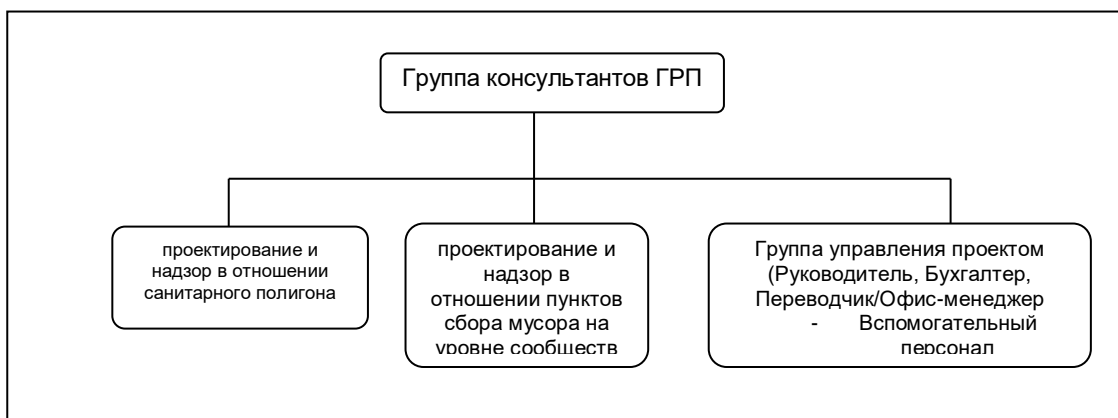 Группа консультантов ГРП
проектирование и
надзор в отношении
санитарного полигона
проектирование и
надзор в
отношении пунктов
сбора мусора на
уровне сообществ
Группа управления проектом
(Руководитель, Бухгалтер,
Переводчик/Офис-менеджер
- Вспомогательный
персонал